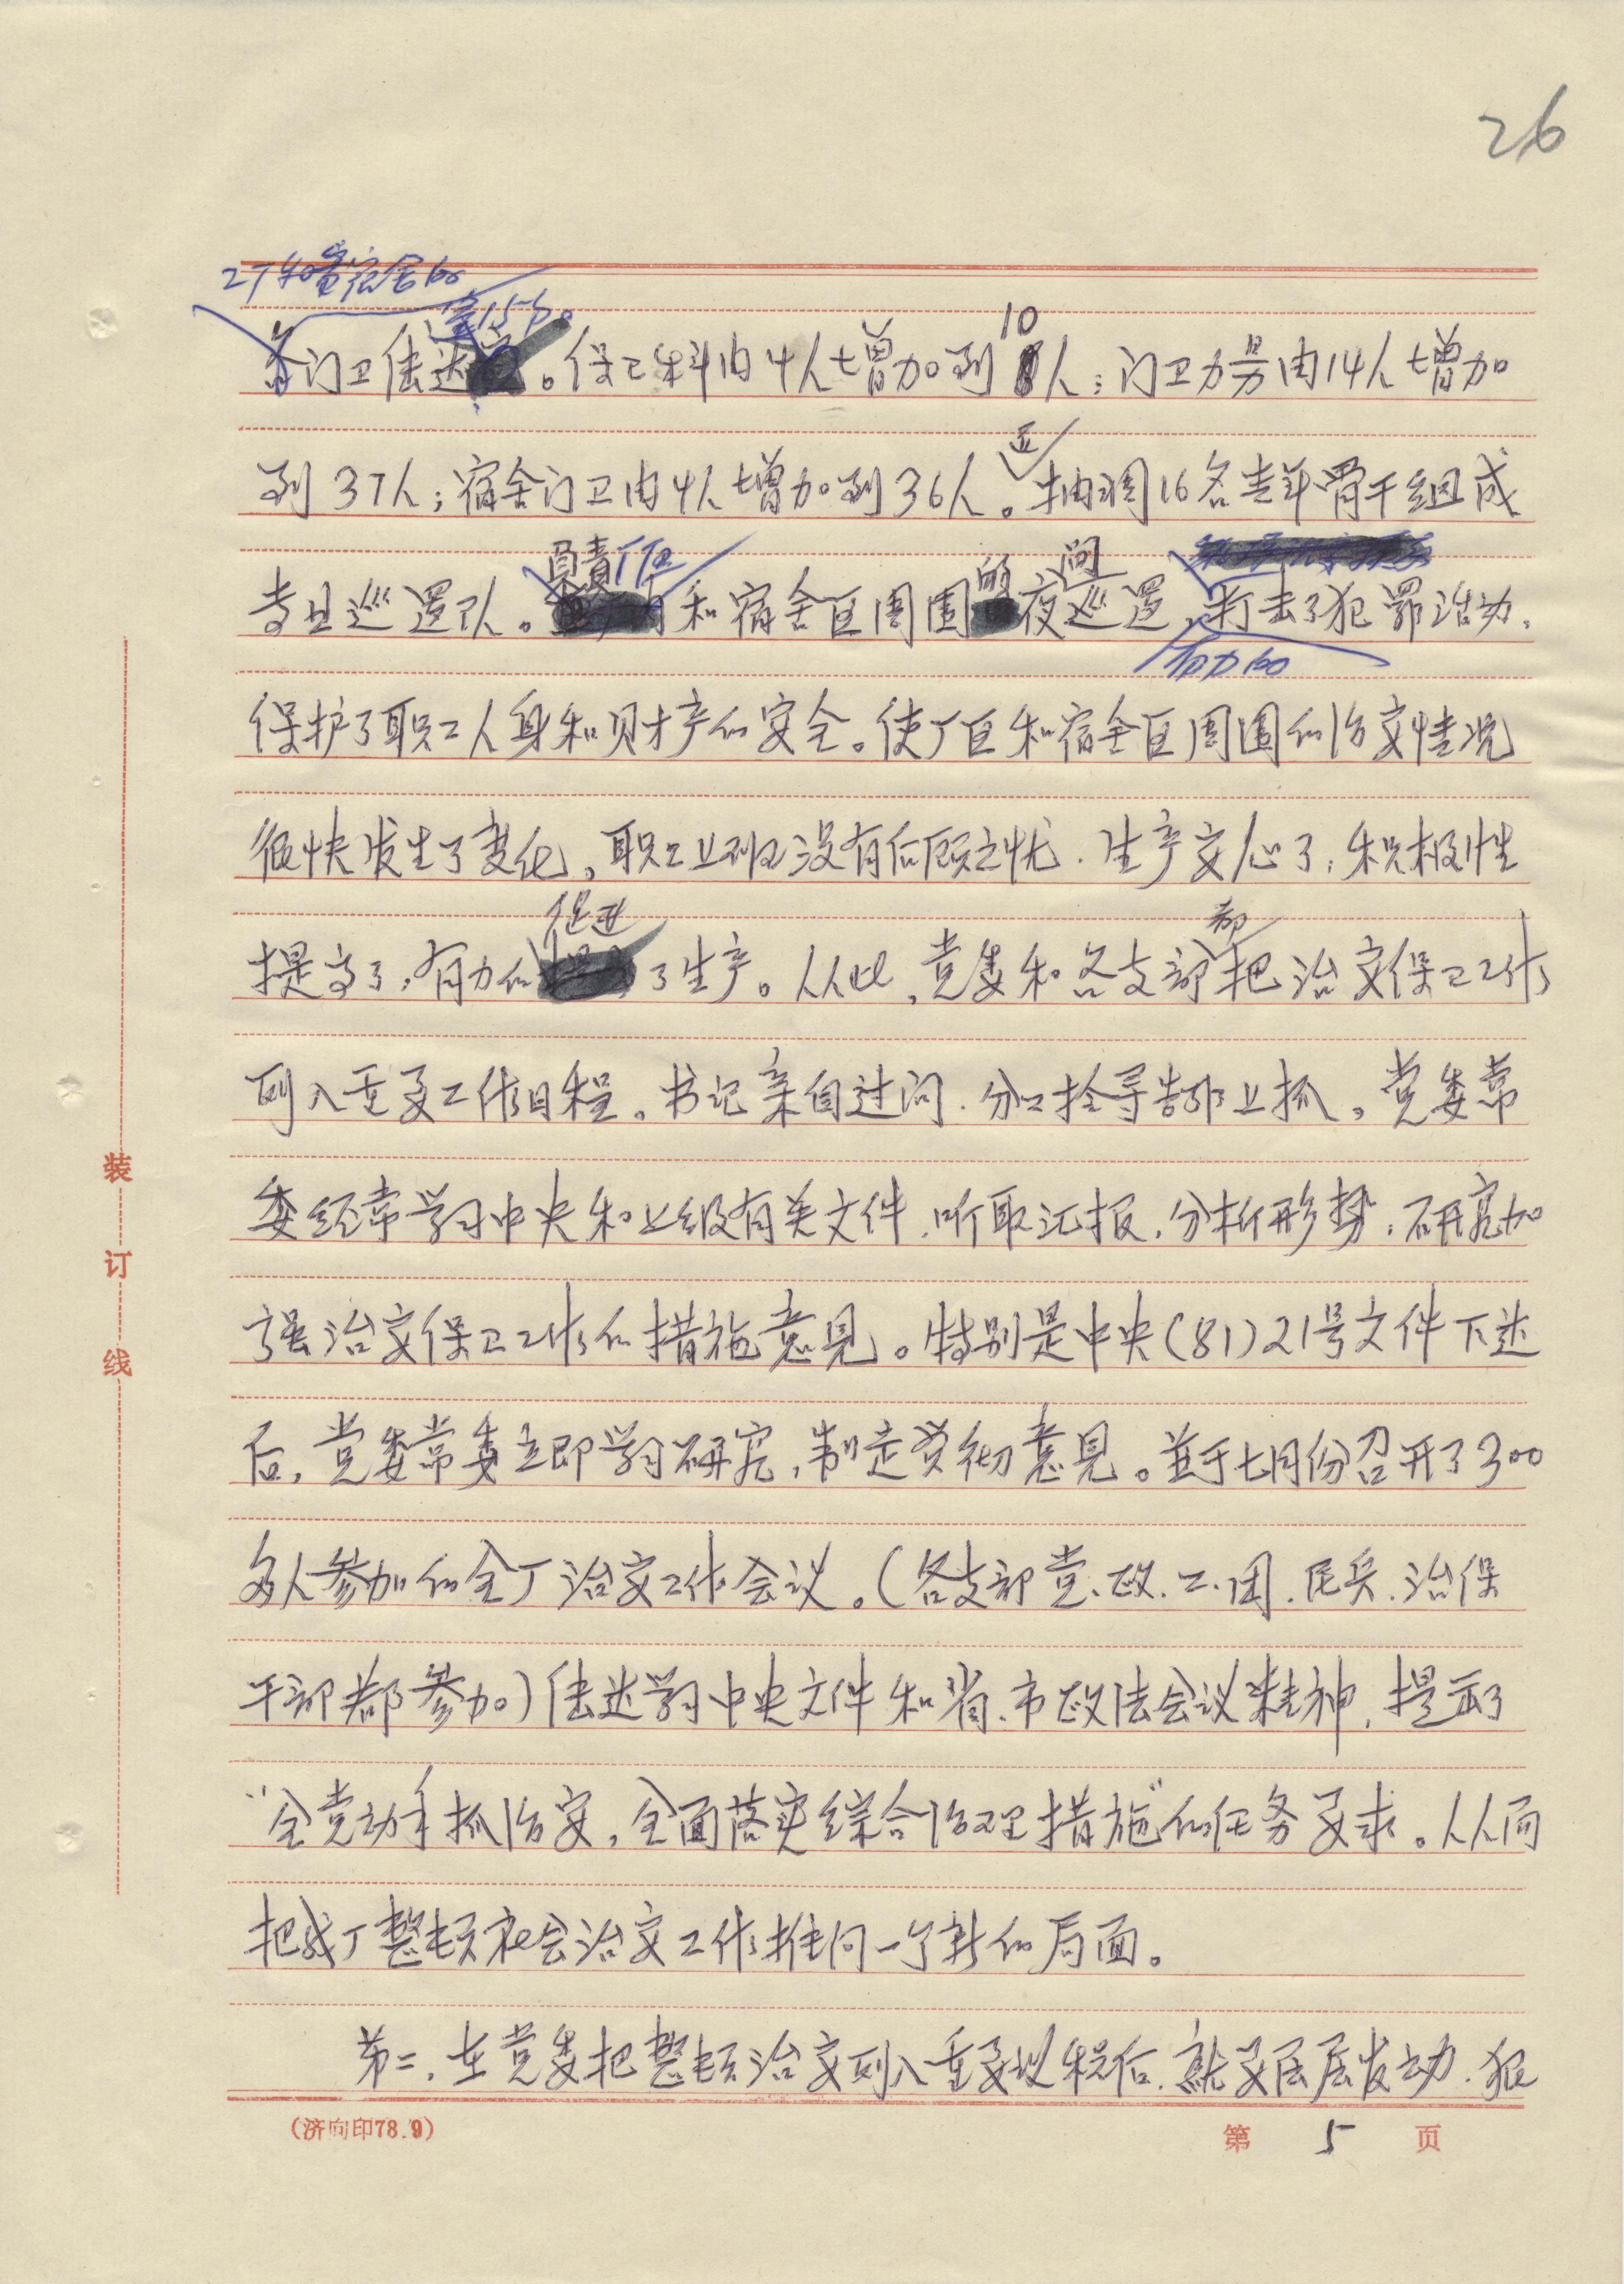 26
各门卫传达室15个。保卫科由4人增加到10人;门卫力量由14人增加
到37人;宿舍门卫由4人增加到36人。并抽调16名青年骨干组成
专业巡逻队。负责厂区和宿舍区周围的夜间巡逻,有力的打击了犯罪活动,
保护了职工人身和财产的安全。使厂区和宿舍区周围的治安情况
很快发生了变化。职工上班没有后顾之忧.生产安心了,积极性
提高了,有力的促进了生产。从此,党委和各支部都把治安保卫工作
列入重要工作日程。书记亲自过问.分工领导靠上抓。党委常
委经常学习中央和上级有关文件.听取汇报.分析形势.研究加
强治安保卫工作的措施意见。特别是中央(81)21号文件下达
后,党委常委立即学习研究,制定贯彻意见。并于七月份召开了300
多人参加的全厂治安工作会议。(各支部党、政.工.团.民兵.治保
干部都参加)传达学习中央文件和省、市政法会议精神,提出了
“全党动手抓治安,全面落实综合治理措施”的任务要求。从而
把我厂整顿社会治安工作推向一个新的局面。
第二.在党委把整顿治安列入重要议程后.就要层层发动.狠
装订线
(济向印78.9)
第 5 页